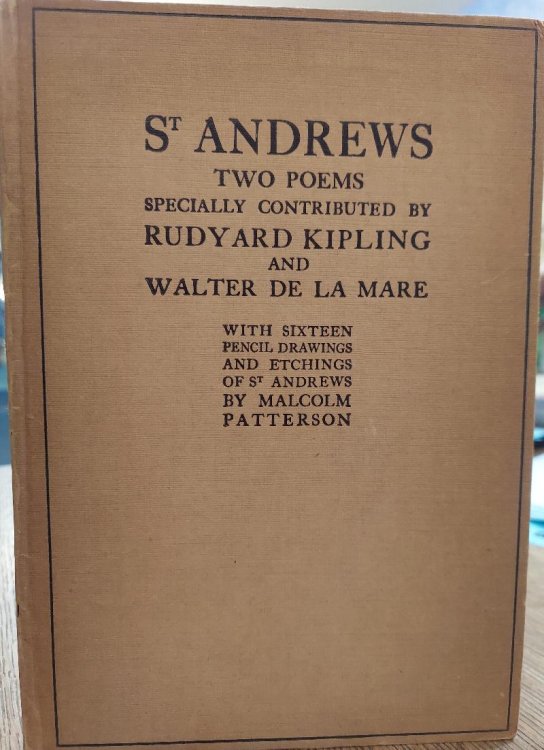 Sᵀ ANDREWS
TWO POEMS
SPECIALLY CONTRIBUTED BY
RUDYARD KIPLING
AND
WALTER DE LA MARE
WITH SIXTEEN
PENCIL DRAWINGS
AND ETCHINGS
OF Sᵀ ANDREWS
BY MALCOLM
PATTERSON